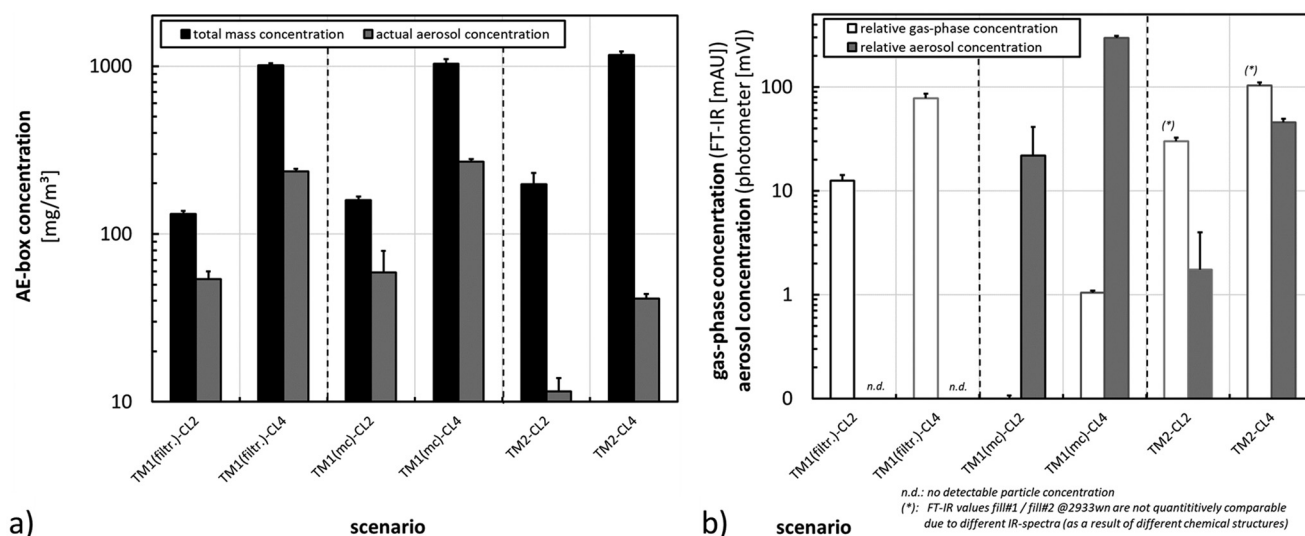 total mass concentration
actual aerosol concentration
AE-box concentration
[mg/m³]
1000
100
10
TM1(filtr.)-CL2
TM1(filtr.)-CL4
TM1(mc)-CL2
TM1(mc)-CL4
TM2-CL2
TM2-CL4
a)
scenario
relative gas-phase concentration
relative aerosol concentration
gas-phase concenrtation (FT-IR [mAU])
aerosol concentration (photometer [mV])
100
10
1
0
n.d.
n.d.
(*)
(*)
TM1(filtr.)-CL2
TM1(filtr.)-CL4
TM1(mc)-CL2
TM1(mc)-CL4
TM2-CL2
TM2-CL4
b)
scenario
n.d.: no detectable particle concentration
(*): FT-IR values fill#1 / fill#2 @2933wn are not quantititively comparable
due to different IR-spectra (as a result of different chemical structures)